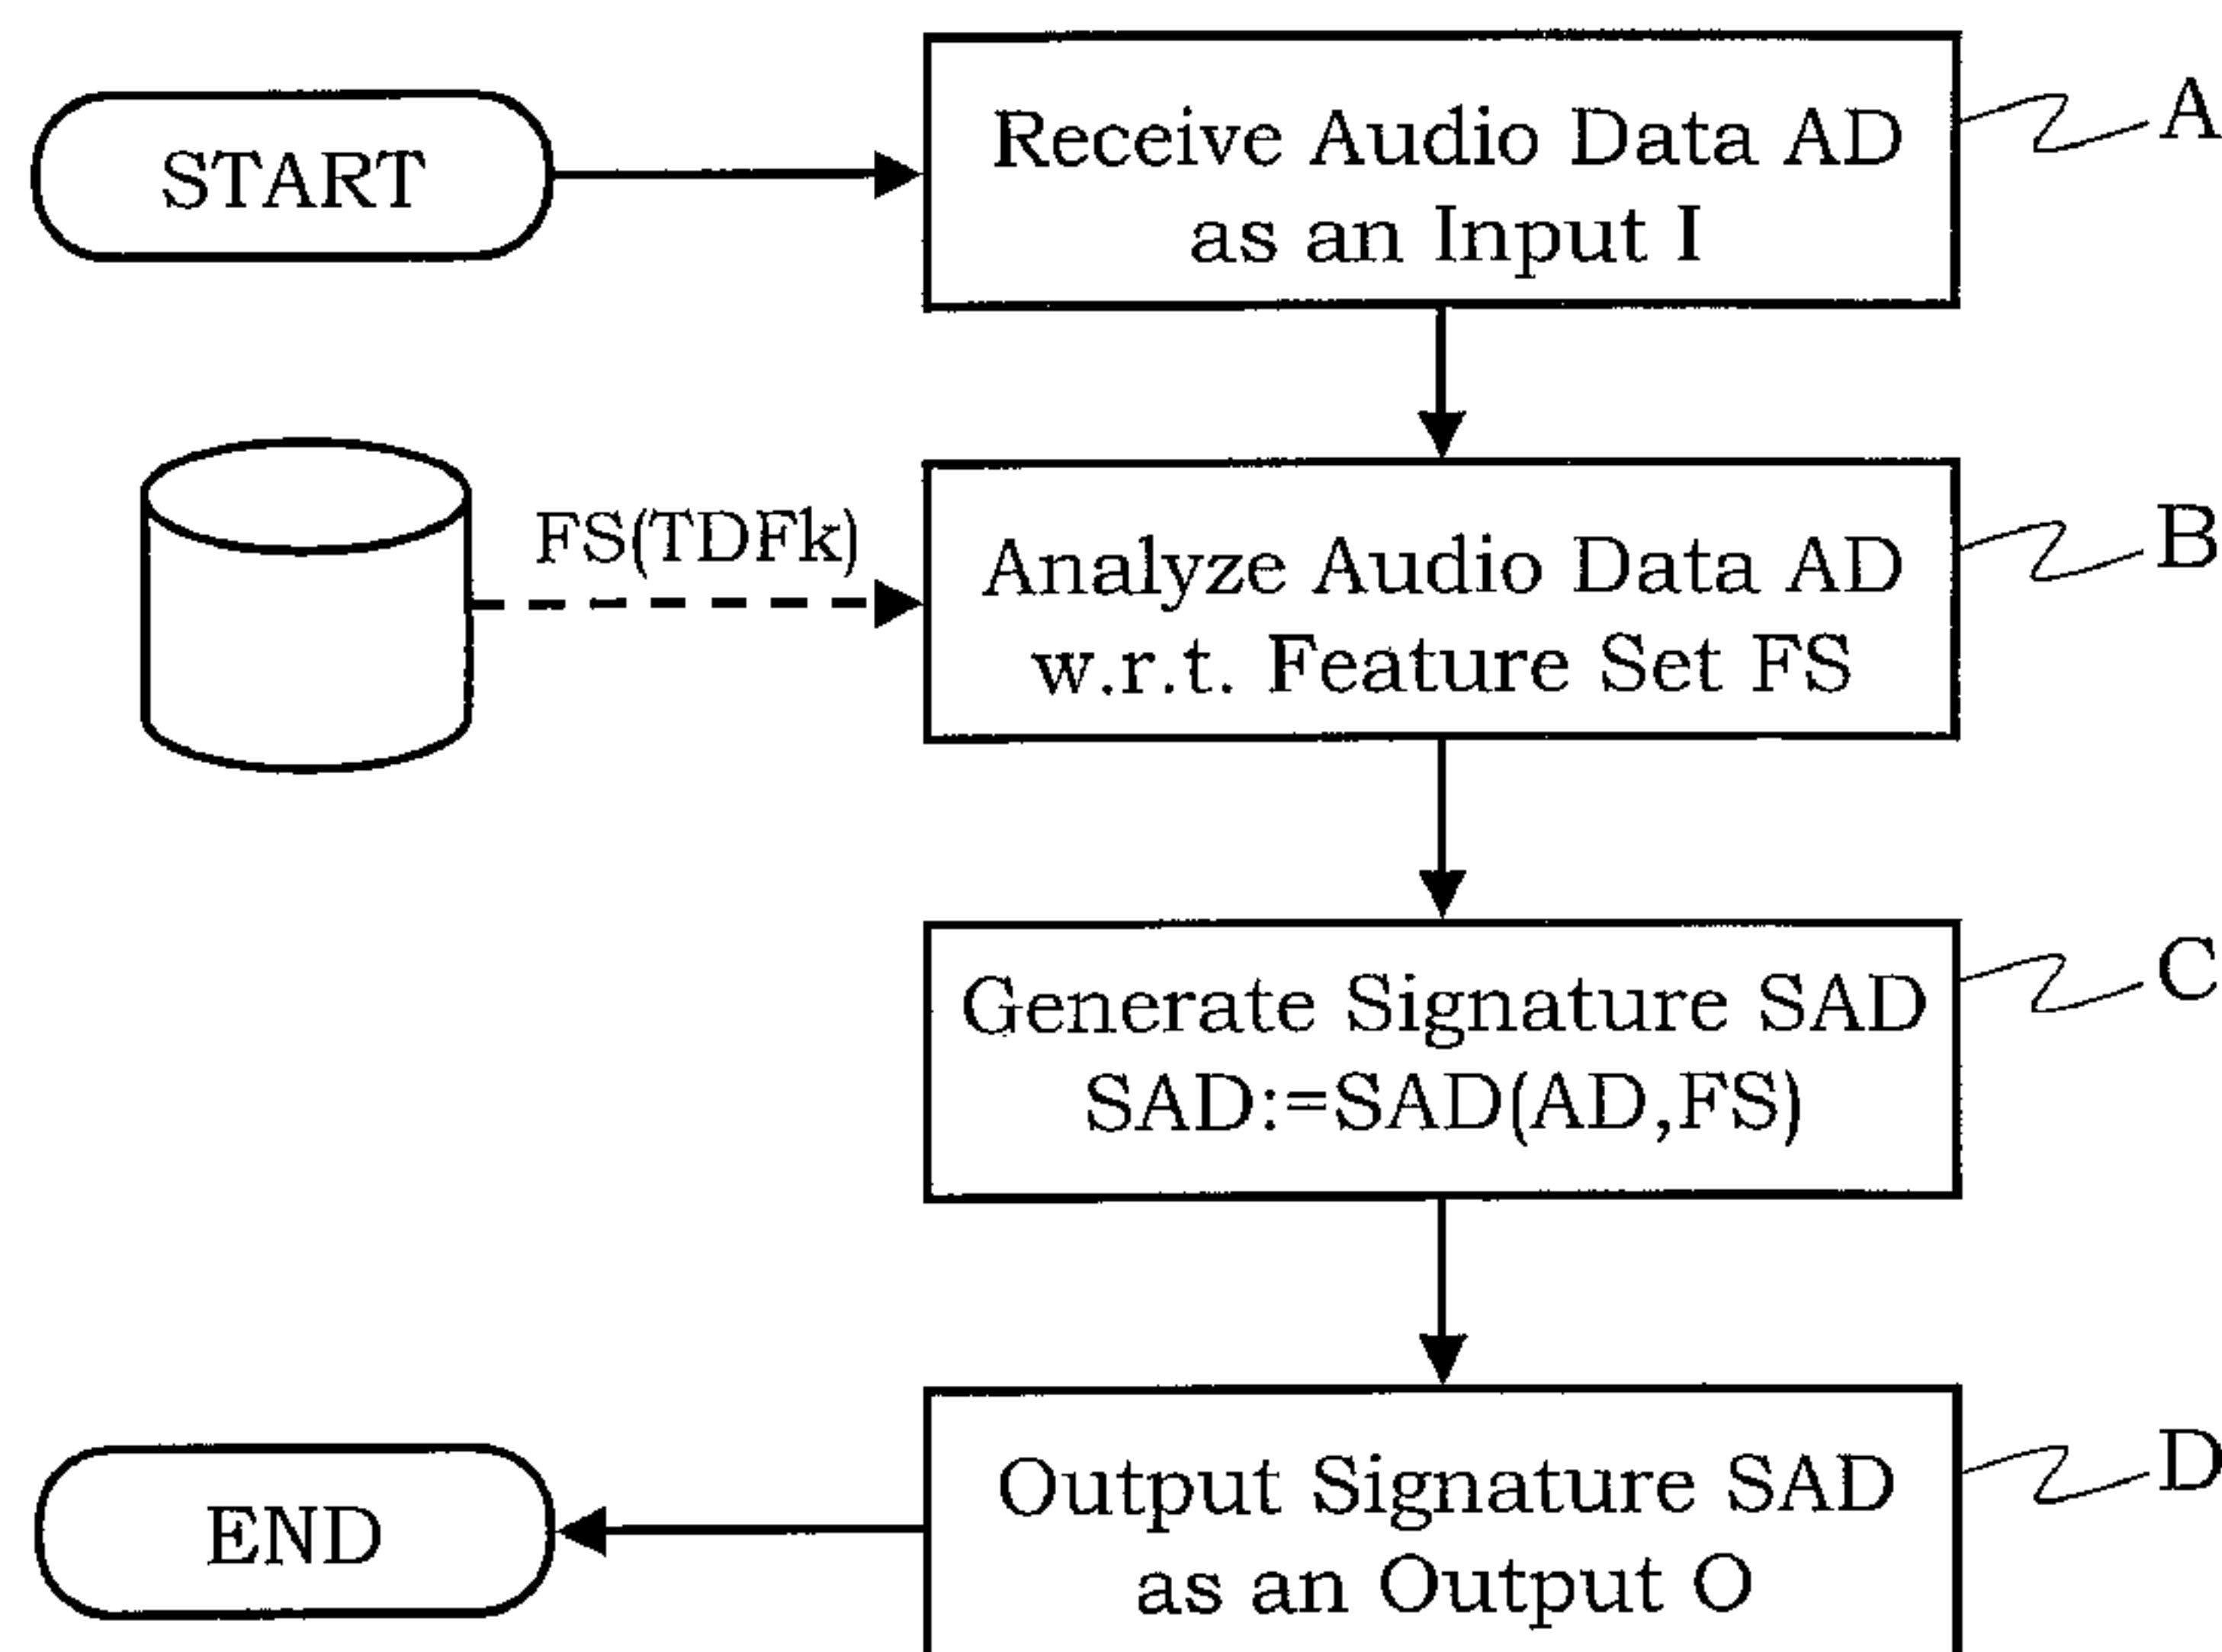 START
Receive Audio Data AD
as an Input I
A
FS(TDFk)
Analyze Audio Data AD
w.r.t. Feature Set FS
B
Generate Signature SAD
SAD:=SAD(AD,FS)
C
Output Signature SAD
as an Output O
D
END